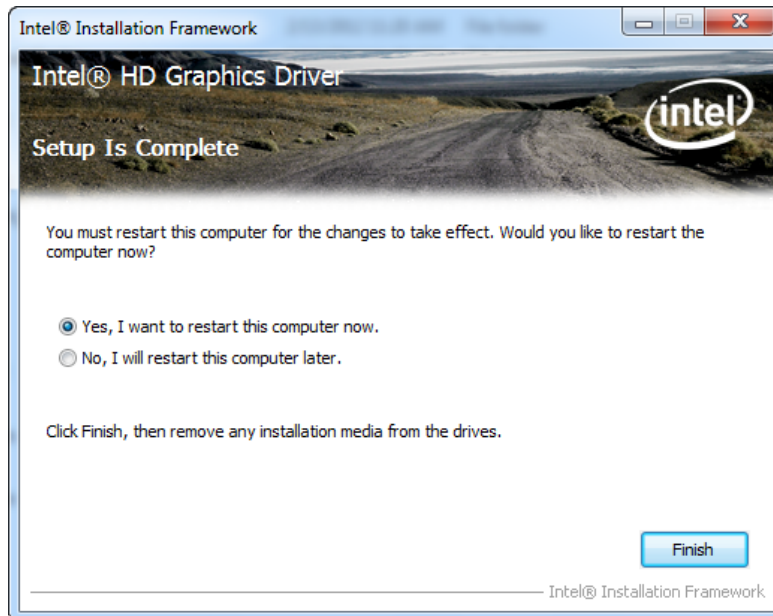 Intel® Installation Framework
Intel® HD Graphics Driver
intel
Setup Is Complete
You must restart this computer for the changes to take effect. Would you like to restart the
computer now?
Yes, I want to restart this computer now.
No, I will restart this computer later.
Click Finish, then remove any installation media from the drives.
Finish
Intel® Installation Framework